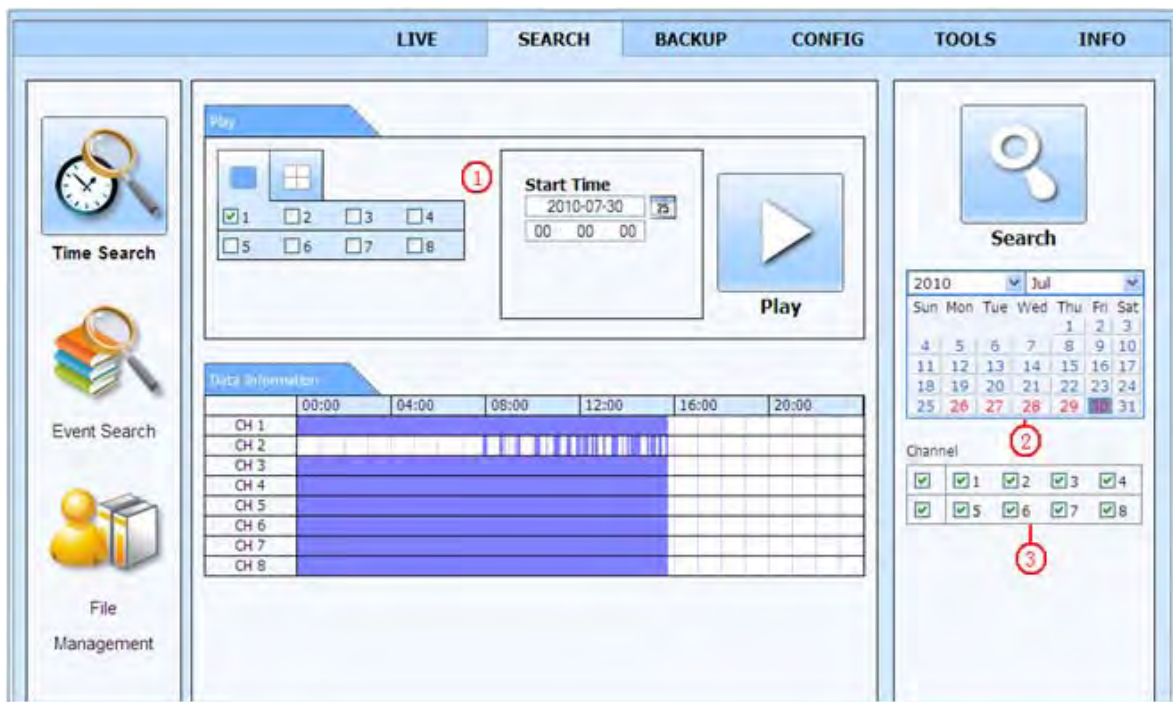 LIVE SEARCH BACKUP CONFIG TOOLS INFO
Time Search
Event Search
File
Management
Play
1 2 3 4
5 6 7 8
1
Start Time
2010-07-30 25
00 00 00
Play
Data Information
00:00 04:00 08:00 12:00 16:00 20:00
CH 1
CH 2
CH 3
CH 4
CH 5
CH 6
CH 7
CH 8
Search
2010 Jul
Sun Mon Tue Wed Thu Fri Sat
1 2 3
4 5 6 7 8 9 10
11 12 13 14 15 16 17
18 19 20 21 22 23 24
25 26 27 28 29 30 31
2
Channel
1 2 3 4
5 6 7 8
3